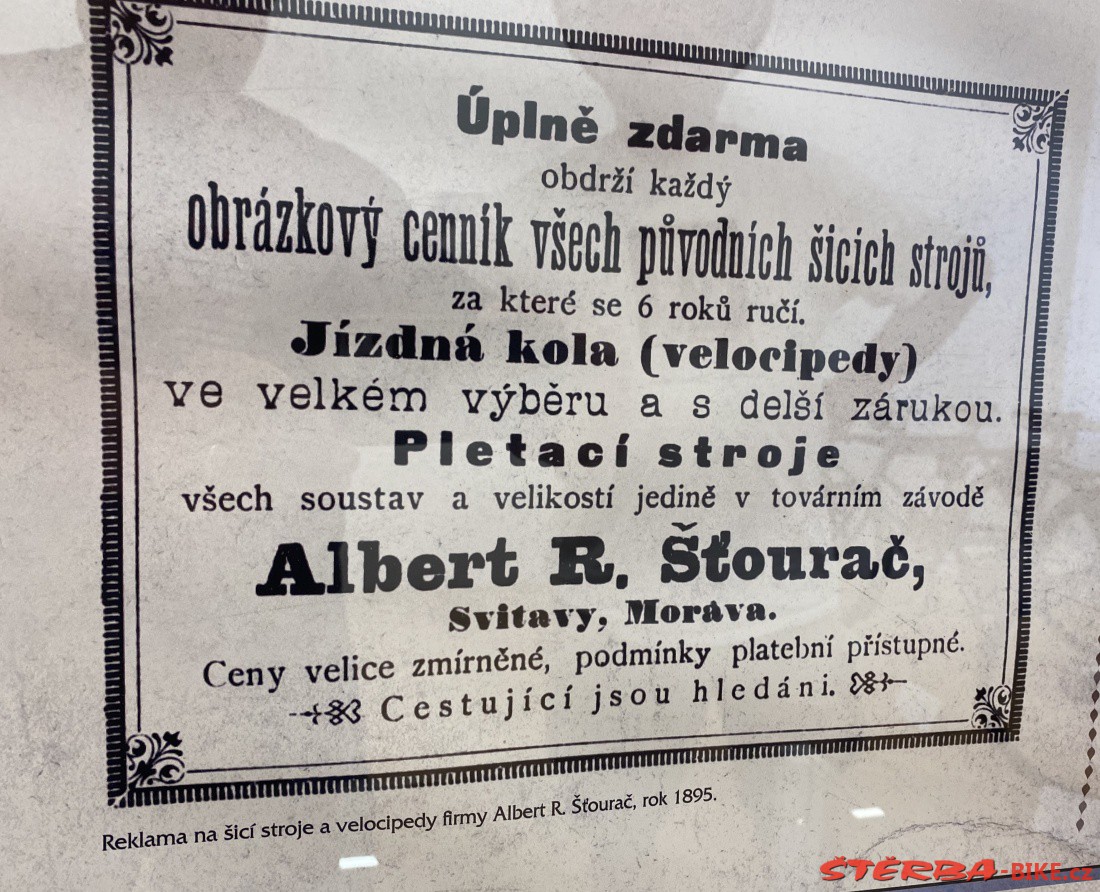 Úplně zdarma
obdrží každý
obrázkový cenník všech původních šicích strojů,
za které se 6 roků ručí.
Jízdná kola (velocipedy)
ve velkém výběru a s delší zárukou.
Pletací stroje
všech soustav a velikostí jedině v továrním závodě
Albert R. Šťourač,
Svitavy, Morava.
Ceny velice zmírněné, podmínky platební přístupné.
Cestující jsou hledáni.
Reklama na šicí stroje a velocipedy firmy Albert R. Šťourač, rok 1895.
ŠTĚRBA-BIKE.cz